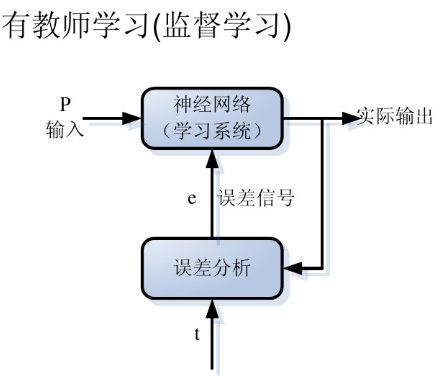 有教师学习(监督学习)
P
输入
神经网络
（学习系统）
实际输出
e 误差信号
误差分析
t